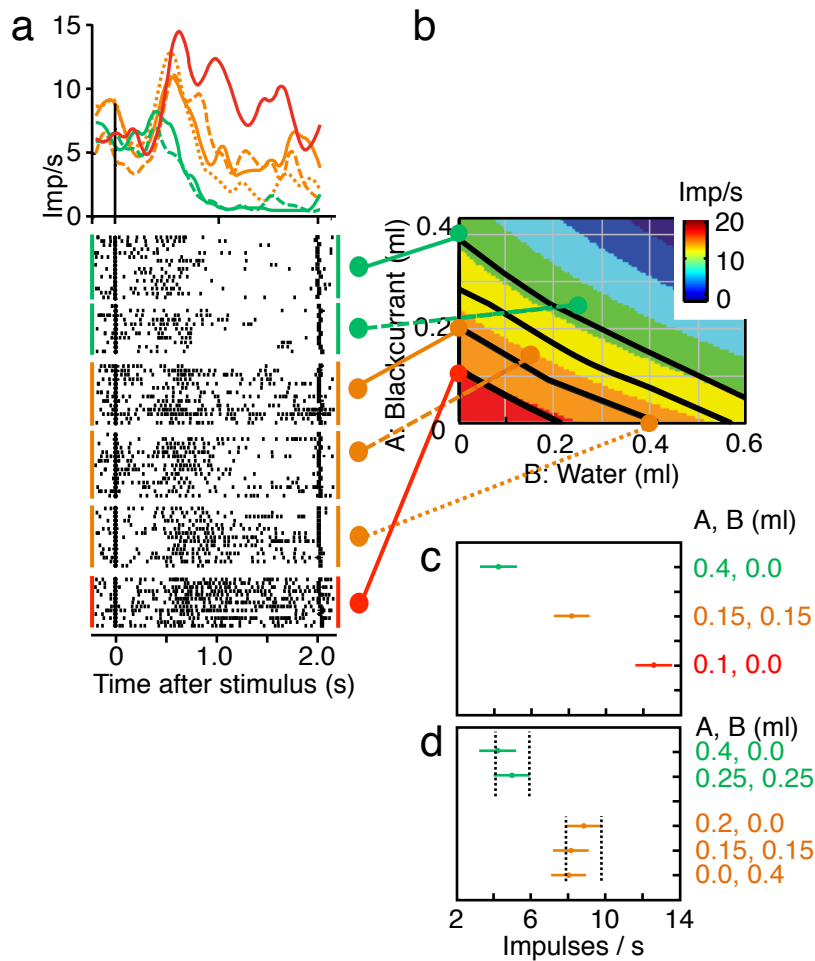 a
15
10
5
0
Imp/s
0
1.0
2.0
Time after stimulus (s)
b
Imp/s
20
10
0
0.4
0.2
0
A: Blackcurrant (ml)
0
0.2
0.4
0.6
B: Water (ml)
c
A, B (ml)
0.4, 0.0
0.15, 0.15
0.1, 0.0
d
A, B (ml)
0.4, 0.0
0.25, 0.25
0.2, 0.0
0.15, 0.15
0.0, 0.4
2
6
10
14
Impulses / s